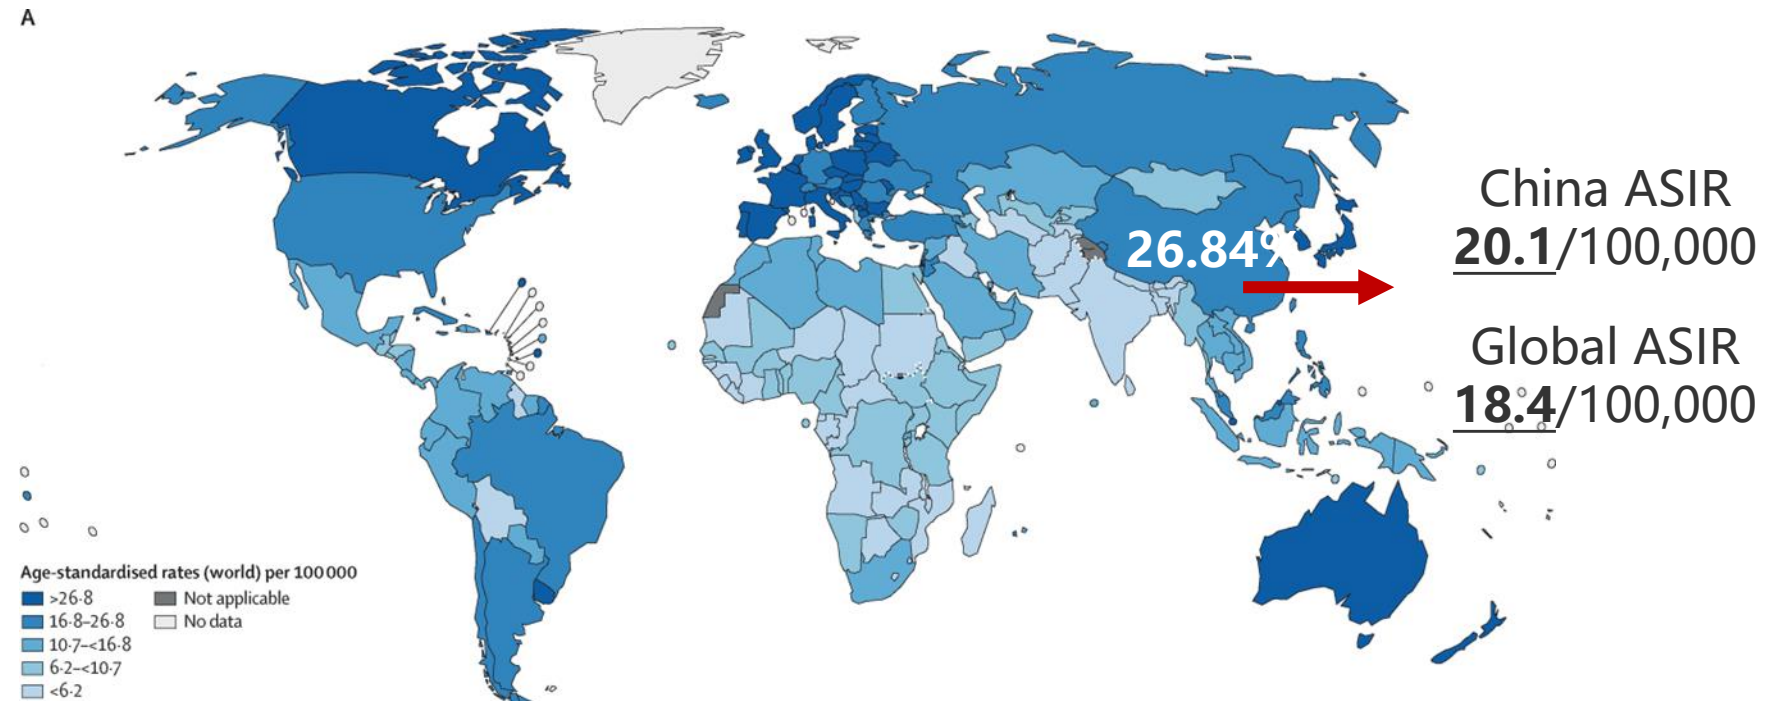 A
China ASIR
20.1/100,000
26.84%
Global ASIR
18.4/100,000
Age-standardised rates (world) per 100 000
>26·8
Not applicable
16·8–26·8
No data
10·7–<16·8
6·2–<10·7
<6·2